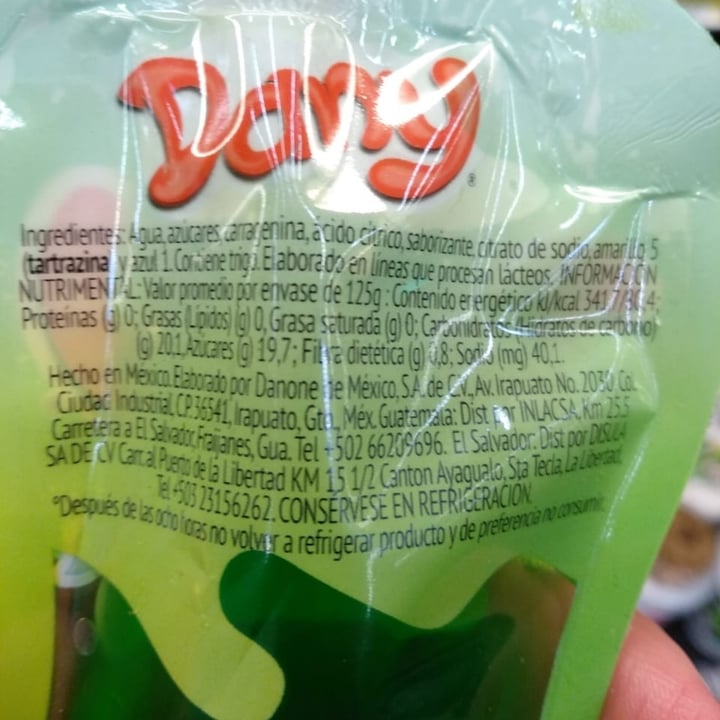 Dany
®
Ingredientes: Agua, azúcares, carragenina, ácido cítrico, saborizante, citrato de sodio, amarillo 5
(tartrazina) y azul 1. Contiene trigo. Elaborado en líneas que procesan lácteos. INFORMACIÓN
NUTRIMENTAL: Valor promedio por envase de 125g : Contenido energético kJ/kcal 341,7/80,4;
Proteínas (g) 0; Grasas (Lípidos) (g) 0, Grasa saturada (g) 0; Carbohidratos (Hidratos de carbono)
(g) 20,1, Azúcares (g) 19,7; Fibra dietética (g) 0,8; Sodio (mg) 40,1.
Hecho en México. Elaborado por Danone de México, S.A. de C.V., Av. Irapuato No. 2030 Col.
Ciudad Industrial, C.P. 36541, Irapuato, Gto., Méx. Guatemala: Dist por INLACSA, Km 25.5
Carretera a El Salvador, Fraijanes, Gua. Tel +502 66209696. El Salvador: Dist por
SA DE CV Carr. al Puerto de la Libertad KM 15 1/2 Canton Ayagualo, Sta Tecla, La Libertad,
Tel +503 23156262. CONSÉRVESE EN REFRIGERACIÓN.
°Después de las ocho horas no volver a refrigerar producto y de preferencia no consumir.